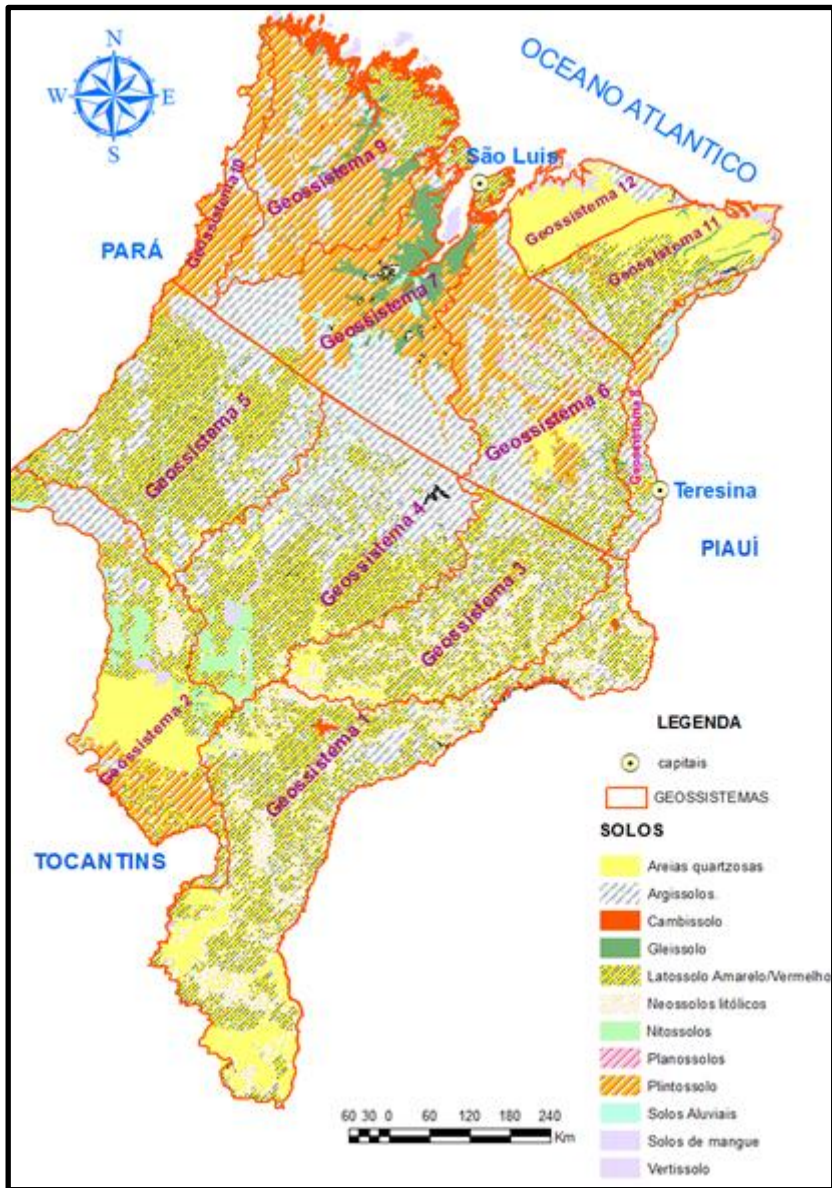 N
W E
S
OCEANO ATLANTICO
São Luis
PARÁ
Geossistema 10
Geossistema 9
Geossistema 12
Geossistema 11
Geossistema 7
Geossistema 5
Geossistema 6
Geossistema 8
Teresina
Geossistema 4
PIAUÍ
Geossistema 3
Geossistema 2
Geossistema 1
TOCANTINS
LEGENDA
capitais
GEOSSISTEMAS
SOLOS
Areias quartzosas
Argissolos.
Cambissolo
Gleissolo
Latossolo Amarelo/Vermelho
Neossolos litólicos
Nitossolos
Planossolos
Plintossolo
Solos Aluviais
Solos de mangue
Vertissolo
60 30 0 60 120 180 240
Km